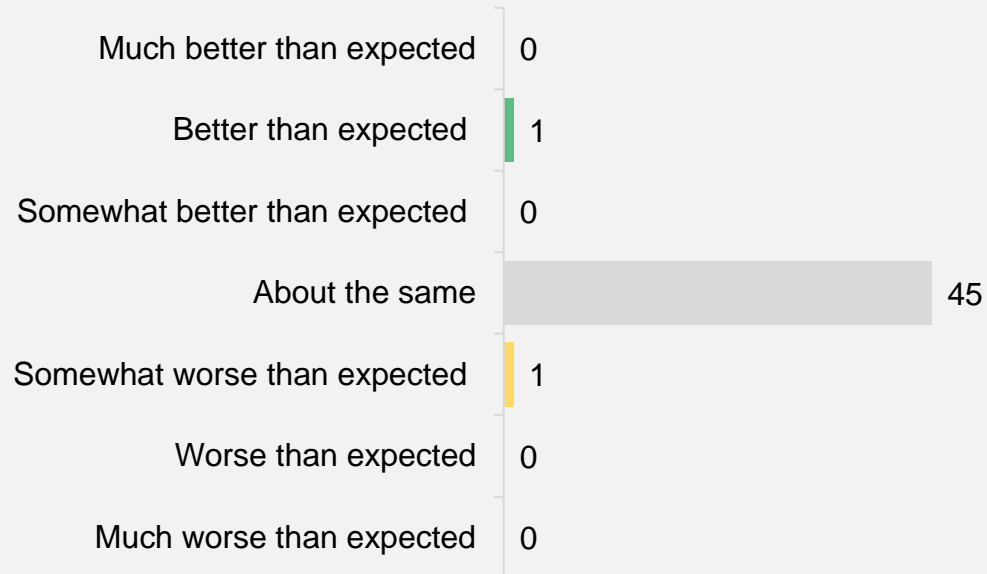 Much better than expected 0
Better than expected 1
Somewhat better than expected 0
About the same 45
Somewhat worse than expected 1
Worse than expected 0
Much worse than expected 0